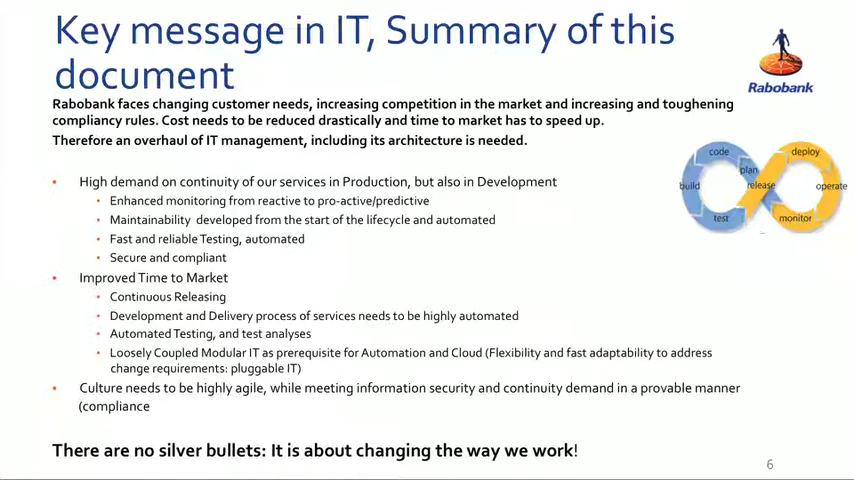 Key message in IT, Summary of this
document
Rabobank
Rabobank faces changing customer needs, increasing competition in the market and increasing and toughening
compliancy rules. Cost needs to be reduced drastically and time to market has to speed up.
Therefore an overhaul of IT management, including its architecture is needed.
code
deploy
plan
build
release
operate
test
monitor
• High demand on continuity of our services in Production, but also in Development
• Enhanced monitoring from reactive to pro-active/predictive
• Maintainability developed from the start of the lifecycle and automated
• Fast and reliable Testing, automated
• Secure and compliant
• Improved Time to Market
• Continuous Releasing
• Development and Delivery process of services needs to be highly automated
• Automated Testing, and test analyses
• Loosely Coupled Modular IT as prerequisite for Automation and Cloud (Flexibility and fast adaptability to address
change requirements: pluggable IT)
• Culture needs to be highly agile, while meeting information security and continuity demand in a provable manner
(compliance
There are no silver bullets: It is about changing the way we work!
6